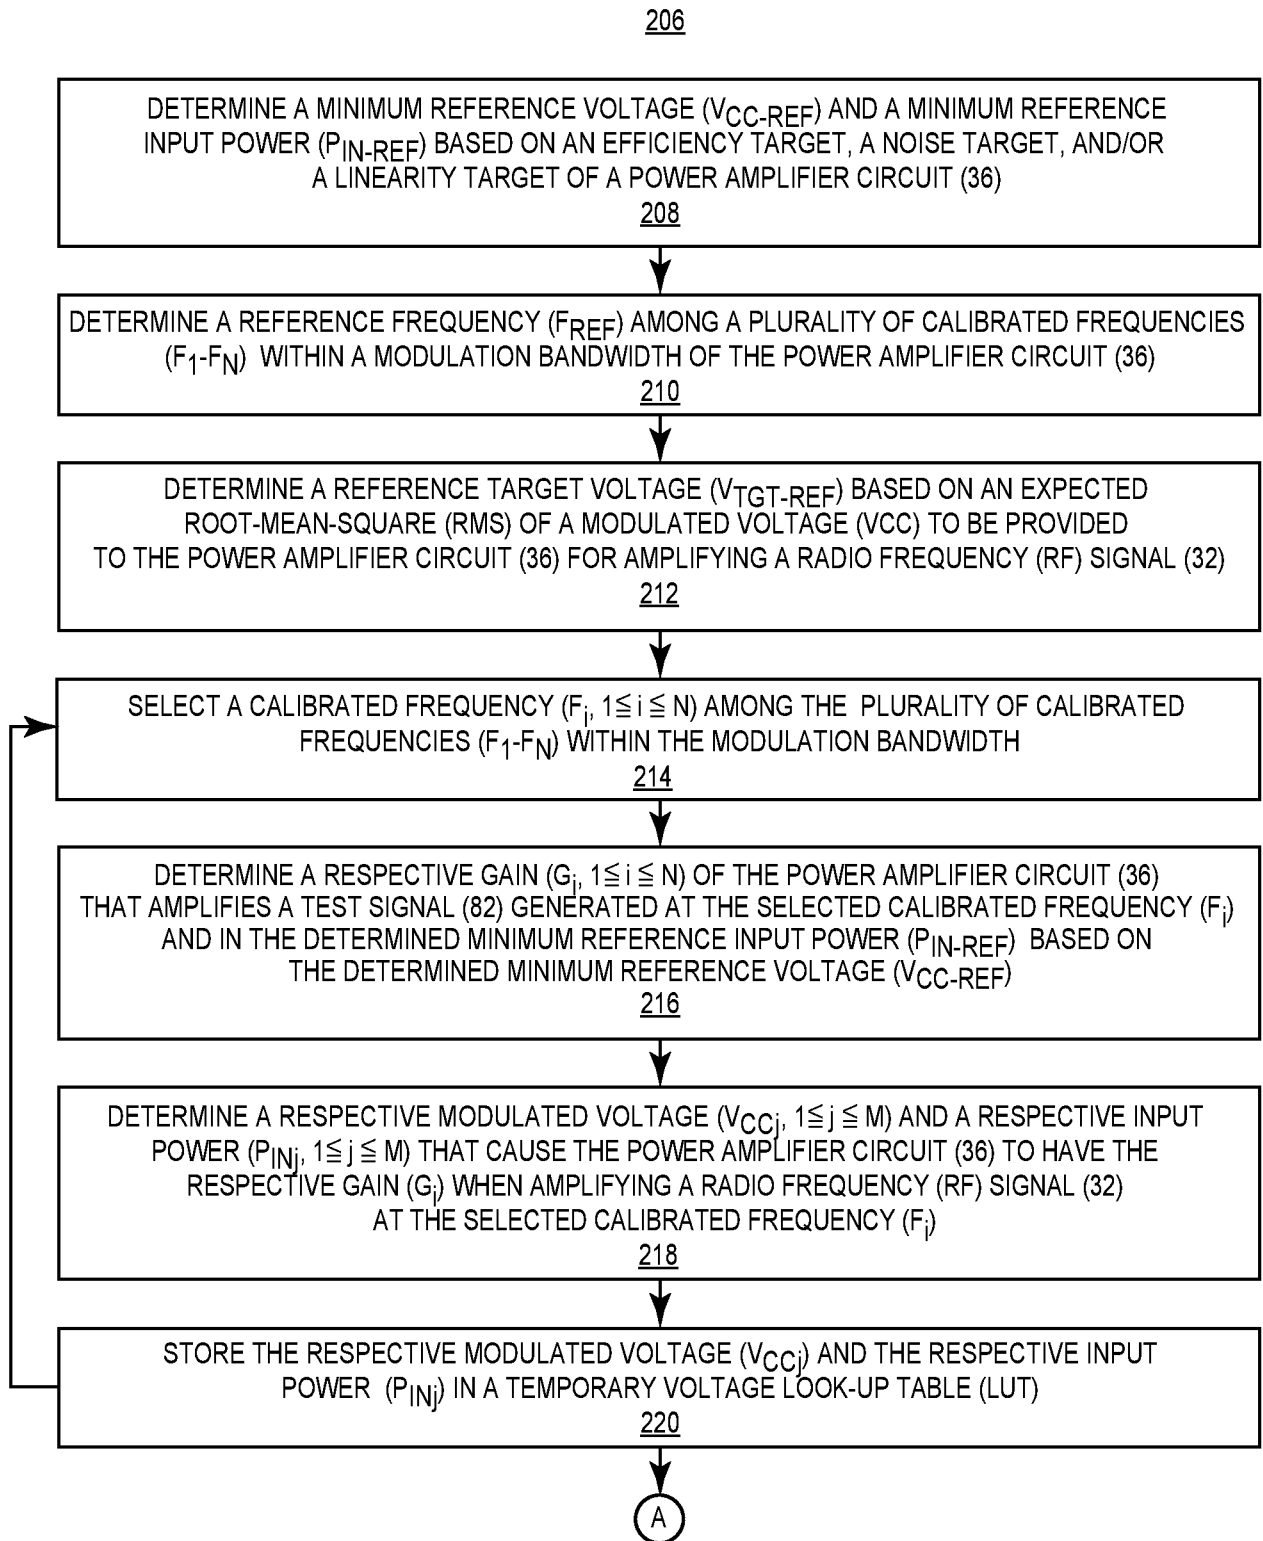 206
DETERMINE A MINIMUM REFERENCE VOLTAGE (VCC-REF) AND A MINIMUM REFERENCE
INPUT POWER (PIN-REF) BASED ON AN EFFICIENCY TARGET, A NOISE TARGET, AND/OR
A LINEARITY TARGET OF A POWER AMPLIFIER CIRCUIT (36)
208
DETERMINE A REFERENCE FREQUENCY (FREF) AMONG A PLURALITY OF CALIBRATED FREQUENCIES
(F1-FN) WITHIN A MODULATION BANDWIDTH OF THE POWER AMPLIFIER CIRCUIT (36)
210
DETERMINE A REFERENCE TARGET VOLTAGE (VTGT-REF) BASED ON AN EXPECTED
ROOT-MEAN-SQUARE (RMS) OF A MODULATED VOLTAGE (VCC) TO BE PROVIDED
TO THE POWER AMPLIFIER CIRCUIT (36) FOR AMPLIFYING A RADIO FREQUENCY (RF) SIGNAL (32)
212
SELECT A CALIBRATED FREQUENCY (Fi, 1≦i≦N) AMONG THE PLURALITY OF CALIBRATED
FREQUENCIES (F1-FN) WITHIN THE MODULATION BANDWIDTH
214
DETERMINE A RESPECTIVE GAIN (Gi, 1≦i≦N) OF THE POWER AMPLIFIER CIRCUIT (36)
THAT AMPLIFIES A TEST SIGNAL (82) GENERATED AT THE SELECTED CALIBRATED FREQUENCY (Fi)
AND IN THE DETERMINED MINIMUM REFERENCE INPUT POWER (PIN-REF) BASED ON
THE DETERMINED MINIMUM REFERENCE VOLTAGE (VCC-REF)
216
DETERMINE A RESPECTIVE MODULATED VOLTAGE (VCCj, 1≦j≦M) AND A RESPECTIVE INPUT
POWER (PINj, 1≦j≦M) THAT CAUSE THE POWER AMPLIFIER CIRCUIT (36) TO HAVE THE
RESPECTIVE GAIN (Gi) WHEN AMPLIFYING A RADIO FREQUENCY (RF) SIGNAL (32)
AT THE SELECTED CALIBRATED FREQUENCY (Fi)
218
STORE THE RESPECTIVE MODULATED VOLTAGE (VCCj) AND THE RESPECTIVE INPUT
POWER (PINj) IN A TEMPORARY VOLTAGE LOOK-UP TABLE (LUT)
220
A